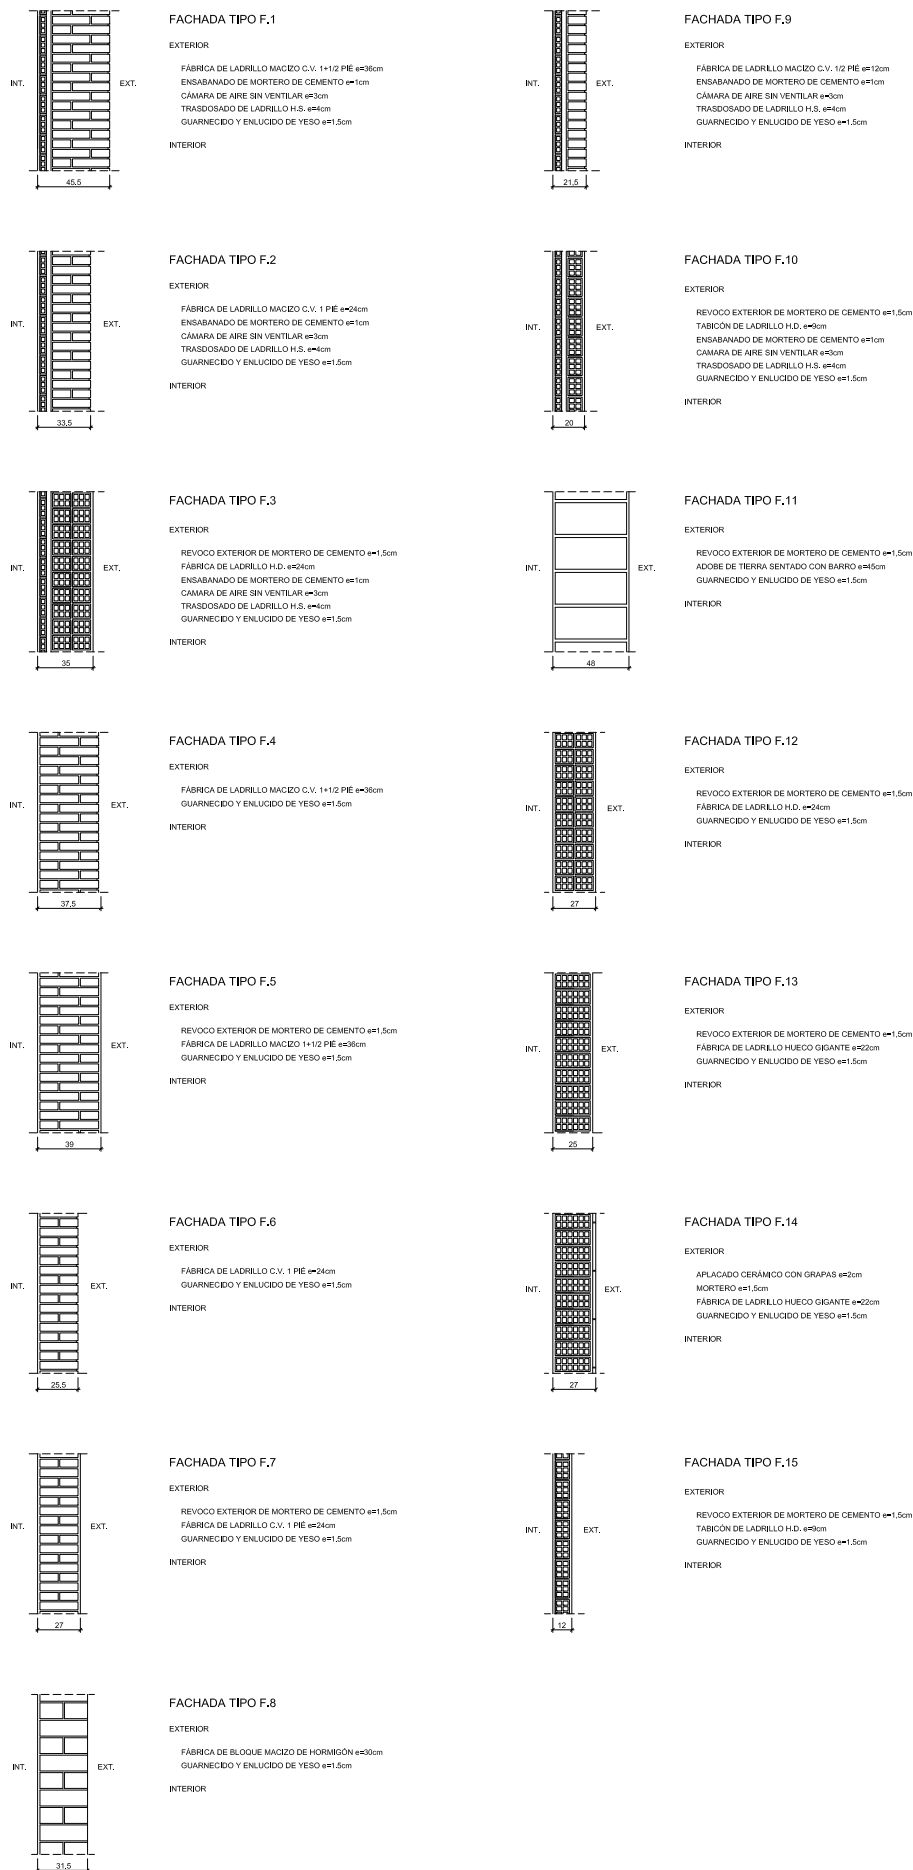 FACHADA TIPO F.1
EXTERIOR
FÁBRICA DE LADRILLO MACIZO C.V. 1+1/2 PIÉ e=36cm
ENSABANADO DE MORTERO DE CEMENTO e=1cm
CÁMARA DE AIRE SIN VENTILAR e=3cm
TRASDOSADO DE LADRILLO H.S. e=4cm
GUARNECIDO Y ENLUCIDO DE YESO e=1.5cm
INTERIOR
INT.
EXT.
45.5
FACHADA TIPO F.2
EXTERIOR
FÁBRICA DE LADRILLO MACIZO C.V. 1 PIÉ e=24cm
ENSABANADO DE MORTERO DE CEMENTO e=1cm
CÁMARA DE AIRE SIN VENTILAR e=3cm
TRASDOSADO DE LADRILLO H.S. e=4cm
GUARNECIDO Y ENLUCIDO DE YESO e=1.5cm
INTERIOR
INT.
EXT.
33,5
FACHADA TIPO F.3
EXTERIOR
REVOCO EXTERIOR DE MORTERO DE CEMENTO e=1,5cm
FÁBRICA DE LADRILLO H.D. e=24cm
ENSABANADO DE MORTERO DE CEMENTO e=1cm
CAMARA DE AIRE SIN VENTILAR e=3cm
TRASDOSADO DE LADRILLO H.S. e=4cm
GUARNECIDO Y ENLUCIDO DE YESO e=1.5cm
INTERIOR
INT.
EXT.
35
FACHADA TIPO F.4
EXTERIOR
FÁBRICA DE LADRILLO MACIZO C.V. 1+1/2 PIÉ e=36cm
GUARNECIDO Y ENLUCIDO DE YESO e=1.5cm
INTERIOR
INT.
EXT.
37.5
FACHADA TIPO F.5
EXTERIOR
REVOCO EXTERIOR DE MORTERO DE CEMENTO e=1,5cm
FÁBRICA DE LADRILLO MACIZO 1+1/2 PIÉ e=36cm
GUARNECIDO Y ENLUCIDO DE YESO e=1.5cm
INTERIOR
INT.
EXT.
39
FACHADA TIPO F.6
EXTERIOR
FÁBRICA DE LADRILLO C.V. 1 PIÉ e=24cm
GUARNECIDO Y ENLUCIDO DE YESO e=1.5cm
INTERIOR
INT.
EXT.
25.5
FACHADA TIPO F.7
EXTERIOR
REVOCO EXTERIOR DE MORTERO DE CEMENTO e=1,5cm
FÁBRICA DE LADRILLO C.V. 1 PIÉ e=24cm
GUARNECIDO Y ENLUCIDO DE YESO e=1.5cm
INTERIOR
INT.
EXT.
27
FACHADA TIPO F.8
EXTERIOR
FÁBRICA DE BLOQUE MACIZO DE HORMIGÓN e=30cm
GUARNECIDO Y ENLUCIDO DE YESO e=1.5cm
INTERIOR
INT.
EXT.
31.5
FACHADA TIPO F.9
EXTERIOR
FÁBRICA DE LADRILLO MACIZO C.V. 1/2 PIÉ e=12cm
ENSABANADO DE MORTERO DE CEMENTO e=1cm
CÁMARA DE AIRE SIN VENTILAR e=3cm
TRASDOSADO DE LADRILLO H.S. e=4cm
GUARNECIDO Y ENLUCIDO DE YESO e=1.5cm
INTERIOR
INT.
EXT.
21,5
FACHADA TIPO F.10
EXTERIOR
REVOCO EXTERIOR DE MORTERO DE CEMENTO e=1,5cm
TABICÓN DE LADRILLO H.D. e=9cm
ENSABANADO DE MORTERO DE CEMENTO e=1cm
CAMARA DE AIRE SIN VENTILAR e=3cm
TRASDOSADO DE LADRILLO H.S. e=4cm
GUARNECIDO Y ENLUCIDO DE YESO e=1.5cm
INTERIOR
INT.
EXT.
20
FACHADA TIPO F.11
EXTERIOR
REVOCO EXTERIOR DE MORTERO DE CEMENTO e=1,5cm
ADOBE DE TIERRA SENTADO CON BARRO e=45cm
GUARNECIDO Y ENLUCIDO DE YESO e=1.5cm
INTERIOR
INT.
EXT.
48
FACHADA TIPO F.12
EXTERIOR
REVOCO EXTERIOR DE MORTERO DE CEMENTO e=1,5cm
FÁBRICA DE LADRILLO H.D. e=24cm
GUARNECIDO Y ENLUCIDO DE YESO e=1.5cm
INTERIOR
INT.
EXT.
27
FACHADA TIPO F.13
EXTERIOR
REVOCO EXTERIOR DE MORTERO DE CEMENTO e=1,5cm
FÁBRICA DE LADRILLO HUECO GIGANTE e=22cm
GUARNECIDO Y ENLUCIDO DE YESO e=1.5cm
INTERIOR
INT.
EXT.
25
FACHADA TIPO F.14
EXTERIOR
APLACADO CERÁMICO CON GRAPAS e=2cm
MORTERO e=1,5cm
FÁBRICA DE LADRILLO HUECO GIGANTE e=22cm
GUARNECIDO Y ENLUCIDO DE YESO e=1.5cm
INTERIOR
INT.
EXT.
27
FACHADA TIPO F.15
EXTERIOR
REVOCO EXTERIOR DE MORTERO DE CEMENTO e=1,5cm
TABICÓN DE LADRILLO H.D. e=9cm
GUARNECIDO Y ENLUCIDO DE YESO e=1.5cm
INTERIOR
INT.
EXT.
12